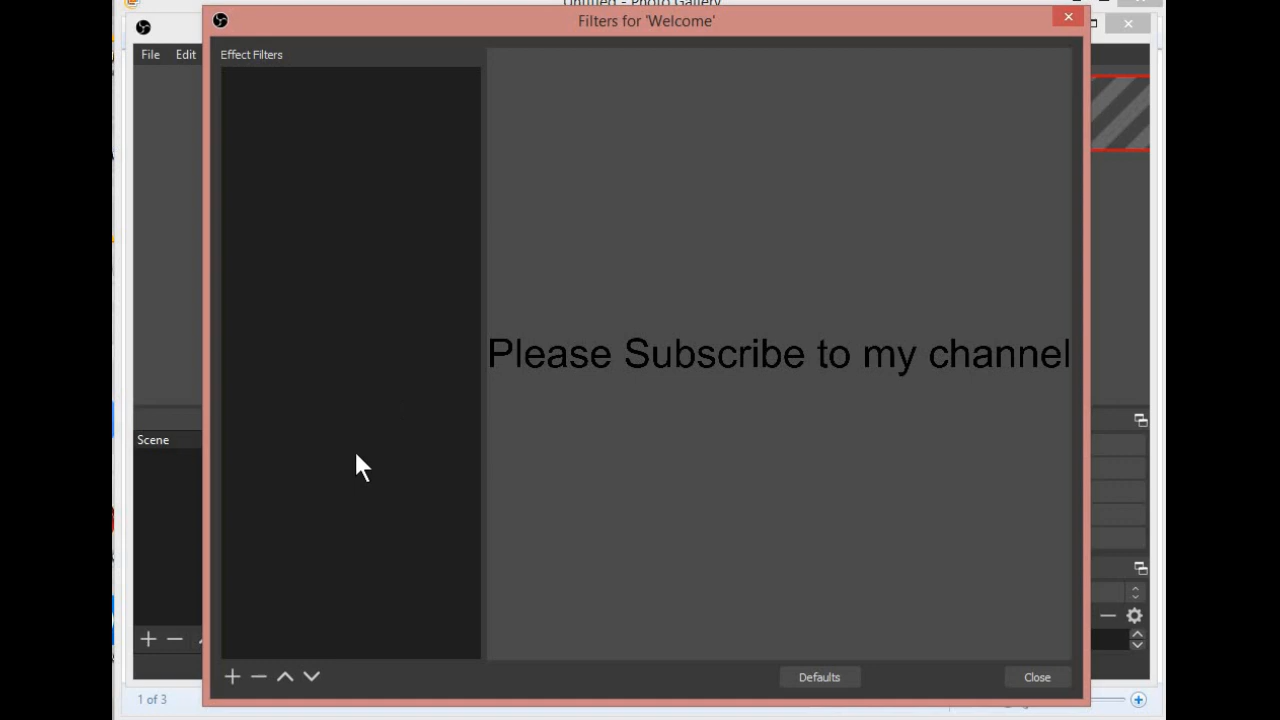 Untitled - Photo Gallery
Filters for 'Welcome'
File Edit
Effect Filters
Please Subscribe to my channel
Scene
Defaults
Close
1 of 3